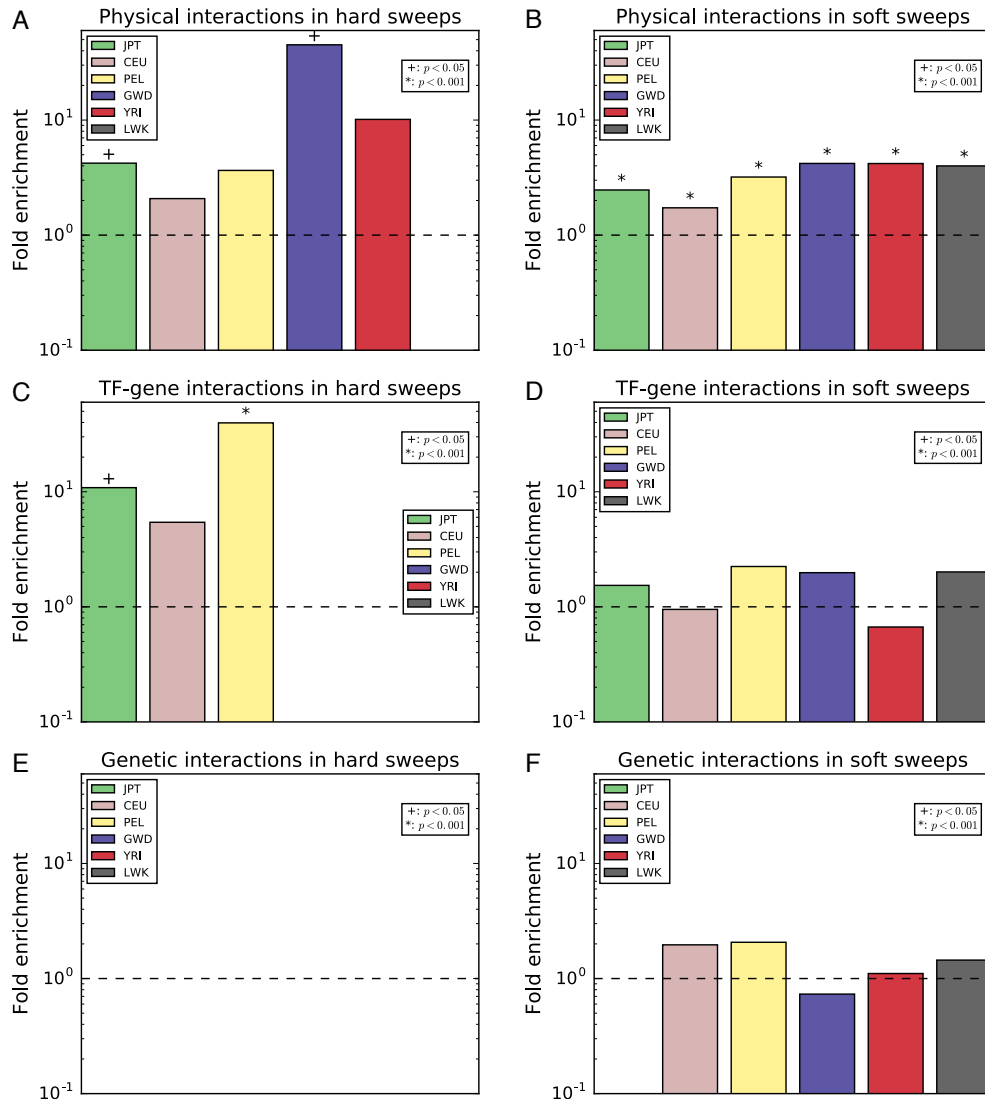 A
Physical interactions in hard sweeps
JPT
CEU
PEL
GWD
YRI
LWK
+: p < 0.05
*: p < 0.001
+
+
Fold enrichment
10^1
10^0
10^-1
B
Physical interactions in soft sweeps
JPT
CEU
PEL
GWD
YRI
LWK
+: p < 0.05
*: p < 0.001
*
*
*
*
*
*
Fold enrichment
10^1
10^0
10^-1
C
TF-gene interactions in hard sweeps
*
+: p < 0.05
*: p < 0.001
+
JPT
CEU
PEL
GWD
YRI
LWK
Fold enrichment
10^1
10^0
10^-1
D
TF-gene interactions in soft sweeps
JPT
CEU
PEL
GWD
YRI
LWK
+: p < 0.05
*: p < 0.001
Fold enrichment
10^1
10^0
10^-1
E
Genetic interactions in hard sweeps
JPT
CEU
PEL
GWD
YRI
LWK
+: p < 0.05
*: p < 0.001
Fold enrichment
10^1
10^0
10^-1
F
Genetic interactions in soft sweeps
JPT
CEU
PEL
GWD
YRI
LWK
+: p < 0.05
*: p < 0.001
Fold enrichment
10^1
10^0
10^-1